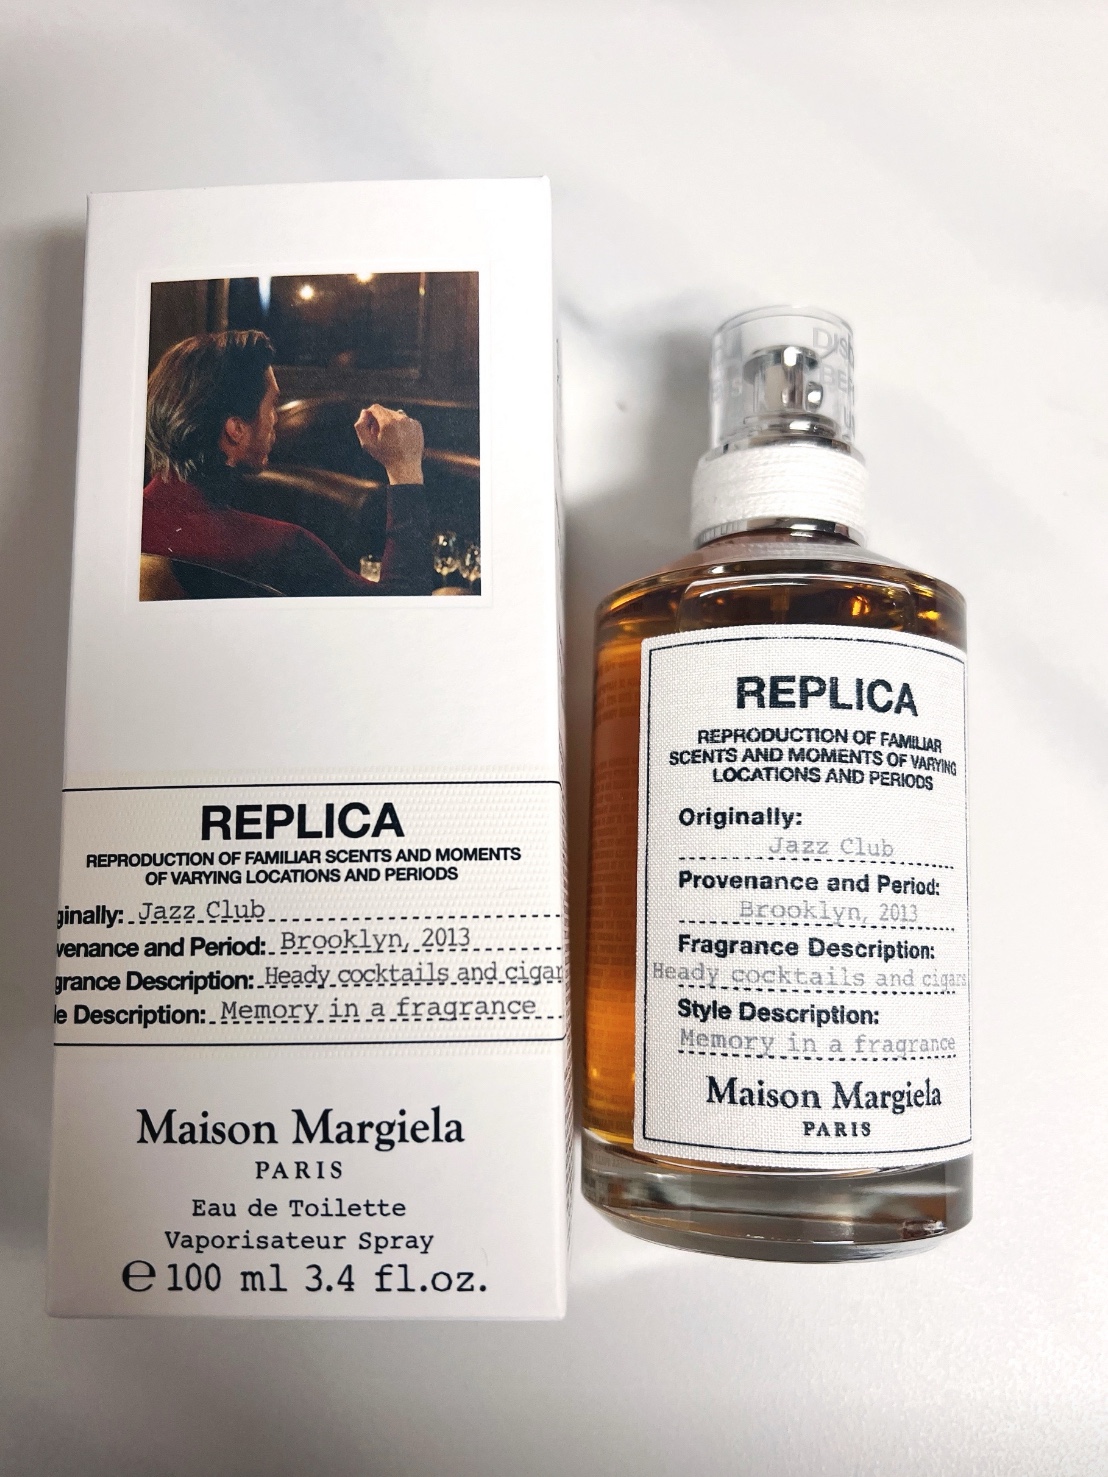 REPLICA
REPRODUCTION OF FAMILIAR SCENTS AND MOMENTS
OF VARYING LOCATIONS AND PERIODS
ginally: Jazz Club
venance and Period: Brooklyn, 2013
grance Description: Heady cocktails and cigar
le Description: Memory in a fragrance
Maison Margiela
PARIS
Eau de Toilette
Vaporisateur Spray
℮ 100 ml 3.4 fl.oz.
REPLICA
REPRODUCTION OF FAMILIAR
SCENTS AND MOMENTS OF VARYING
LOCATIONS AND PERIODS
Originally:
Jazz Club
Provenance and Period:
Brooklyn, 2013
Fragrance Description:
Heady cocktails and cigars
Style Description:
Memory in a fragrance
Maison Margiela
PARIS